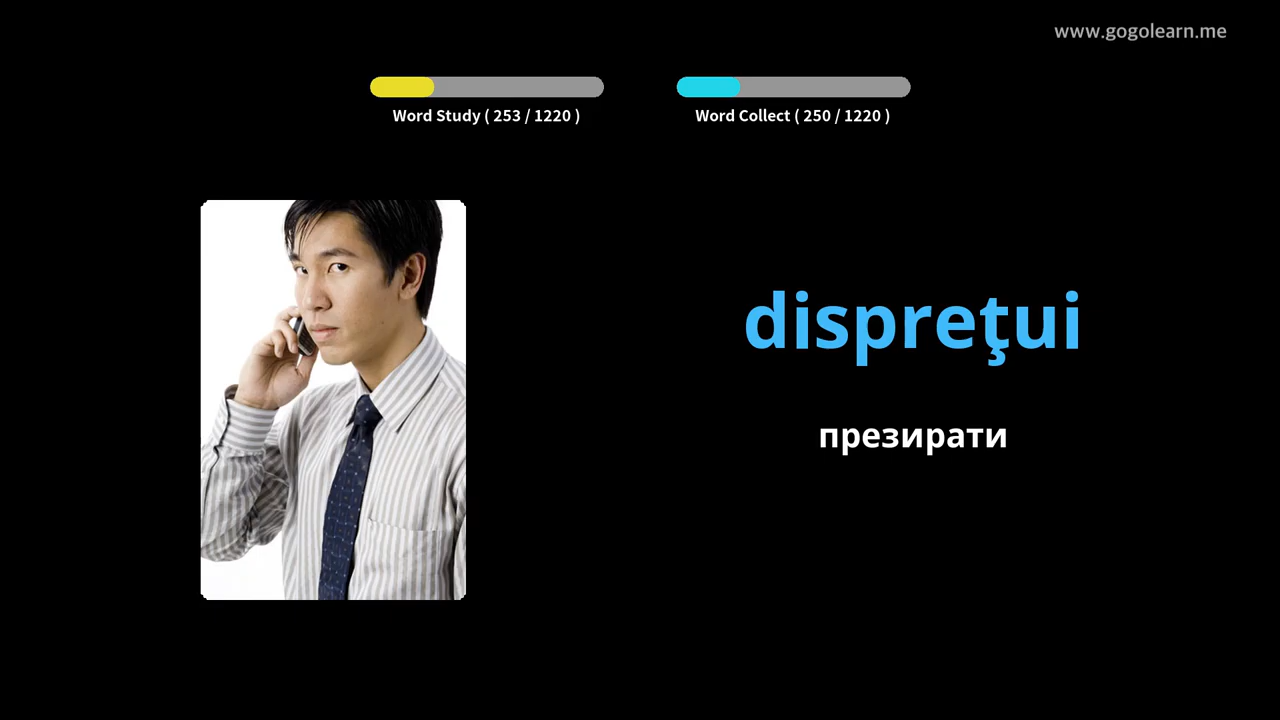 www.gogolearn.me
Word Study ( 253 / 1220 )
Word Collect ( 250 / 1220 )
dispreţui
презирати